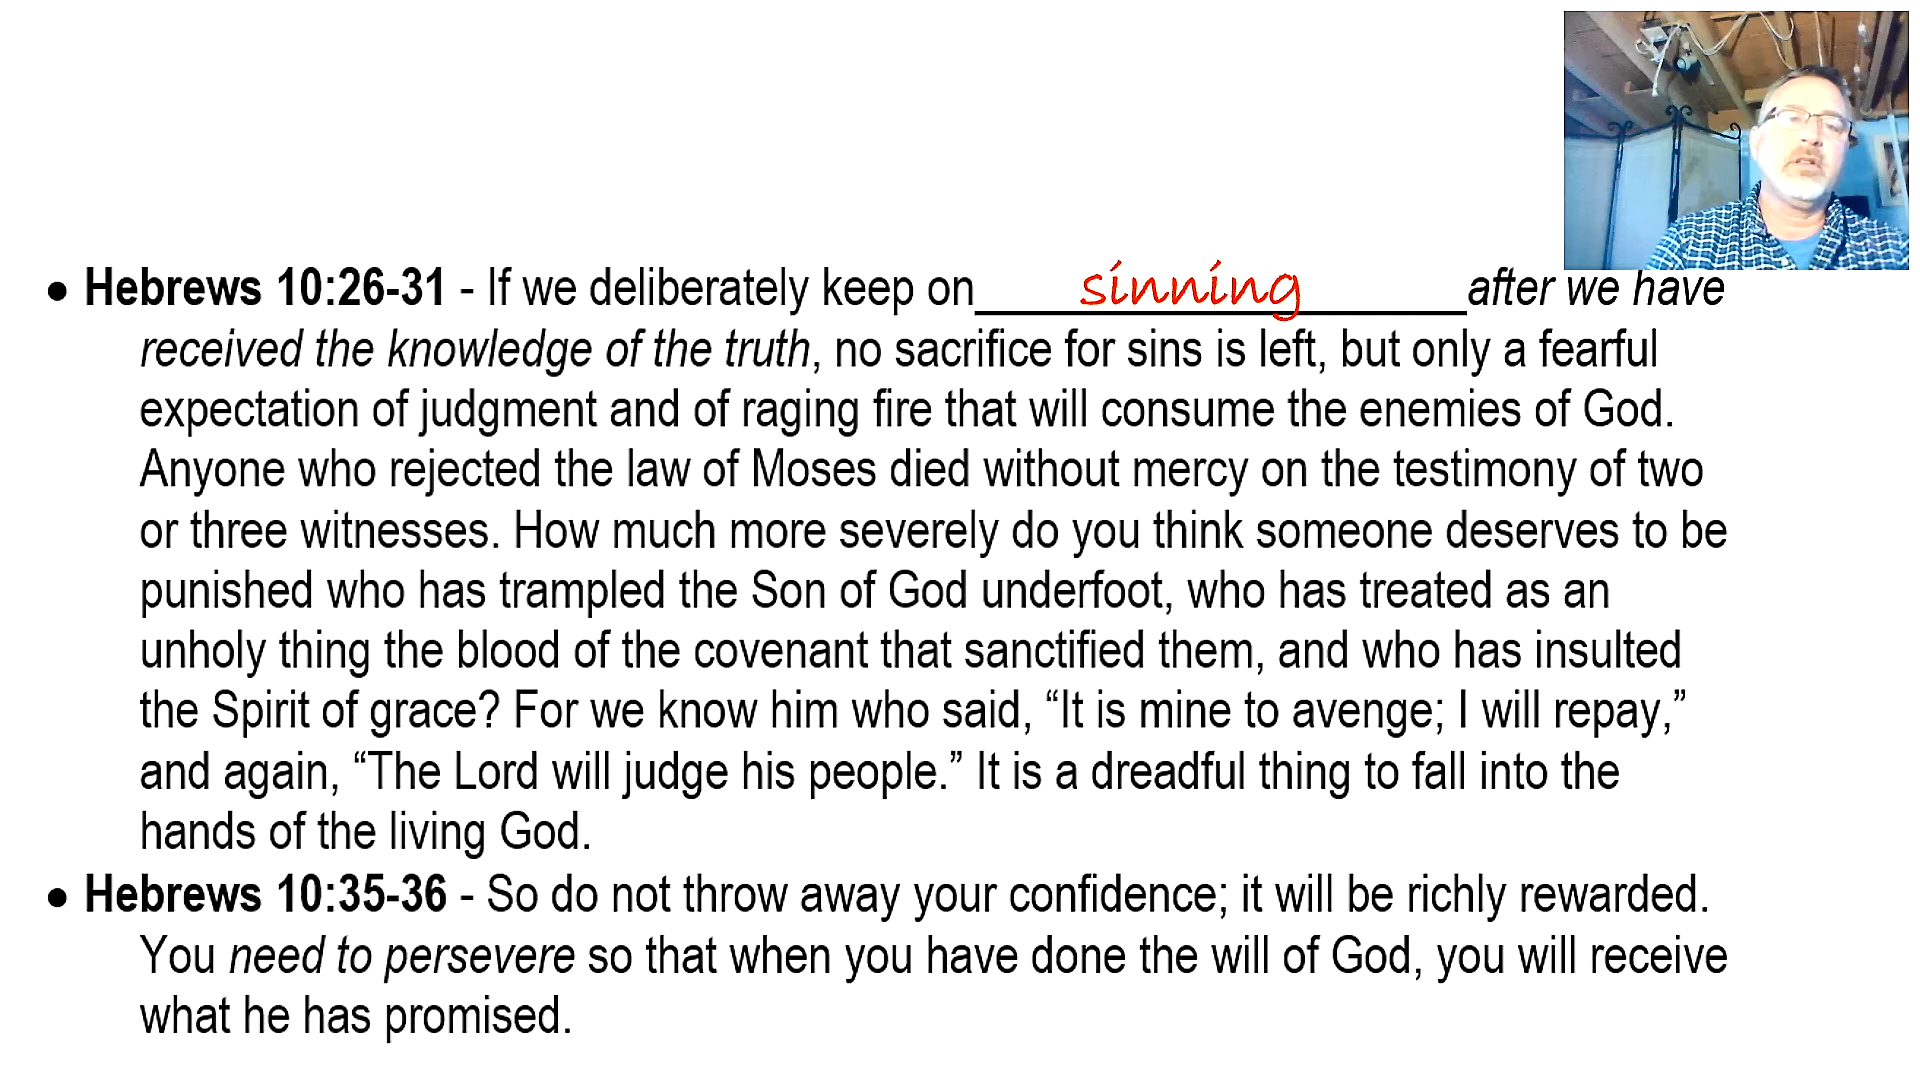 ● Hebrews 10:26-31 - If we deliberately keep on sinning after we have
received the knowledge of the truth, no sacrifice for sins is left, but only a fearful
expectation of judgment and of raging fire that will consume the enemies of God.
Anyone who rejected the law of Moses died without mercy on the testimony of two
or three witnesses. How much more severely do you think someone deserves to be
punished who has trampled the Son of God underfoot, who has treated as an
unholy thing the blood of the covenant that sanctified them, and who has insulted
the Spirit of grace? For we know him who said, “It is mine to avenge; I will repay,”
and again, “The Lord will judge his people.” It is a dreadful thing to fall into the
hands of the living God.
● Hebrews 10:35-36 - So do not throw away your confidence; it will be richly rewarded.
You need to persevere so that when you have done the will of God, you will receive
what he has promised.